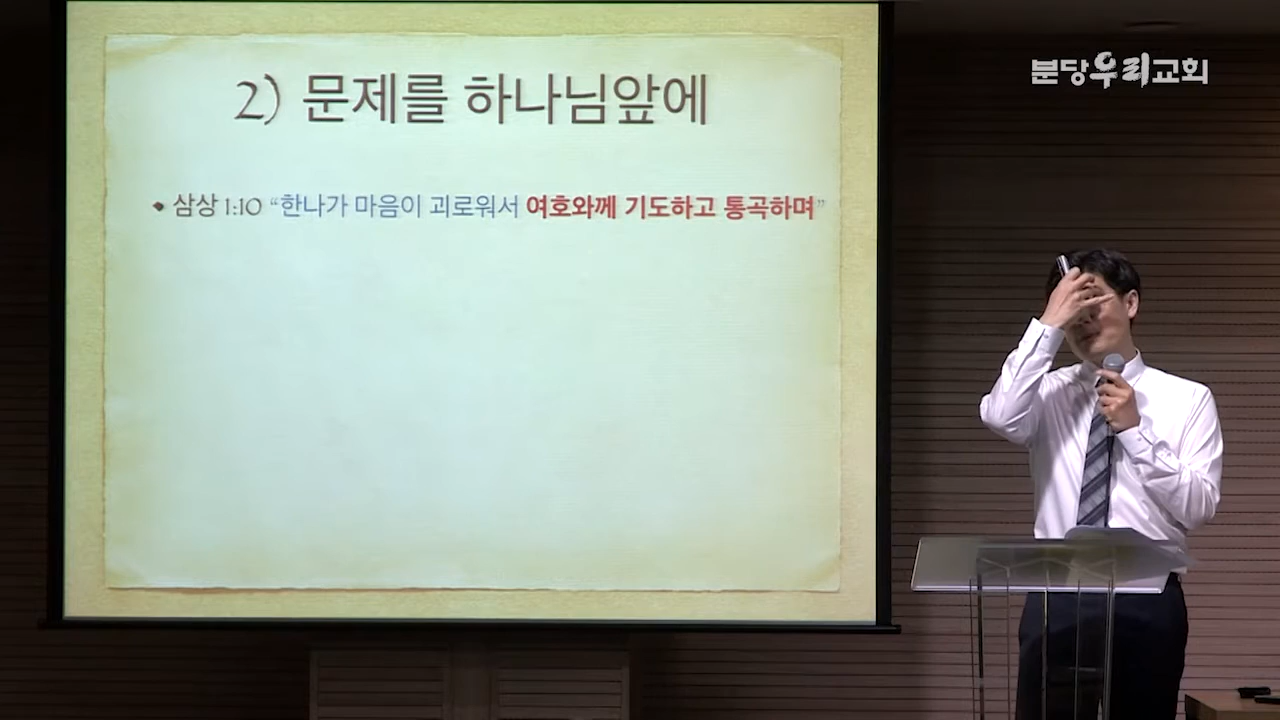 분당우리교회
2) 문제를 하나님앞에
• 삼상 1:10 “한나가 마음이 괴로워서 여호와께 기도하고 통곡하며”